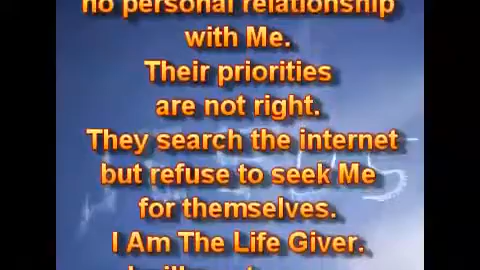 no personal relationship
with Me.
Their priorities
are not right.
They search the internet
but refuse to seek Me
for themselves.
I Am The Life Giver.